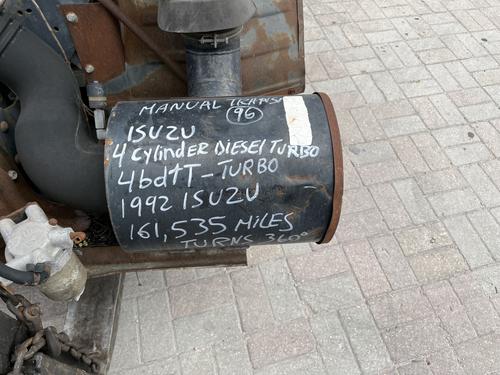 MANUAL TRANS
96
ISUZU
4 CYlINDER DIESEl TURBO
4bd1T-TURBO
1992 ISUZU
161,535 MilES
TURNS 360°